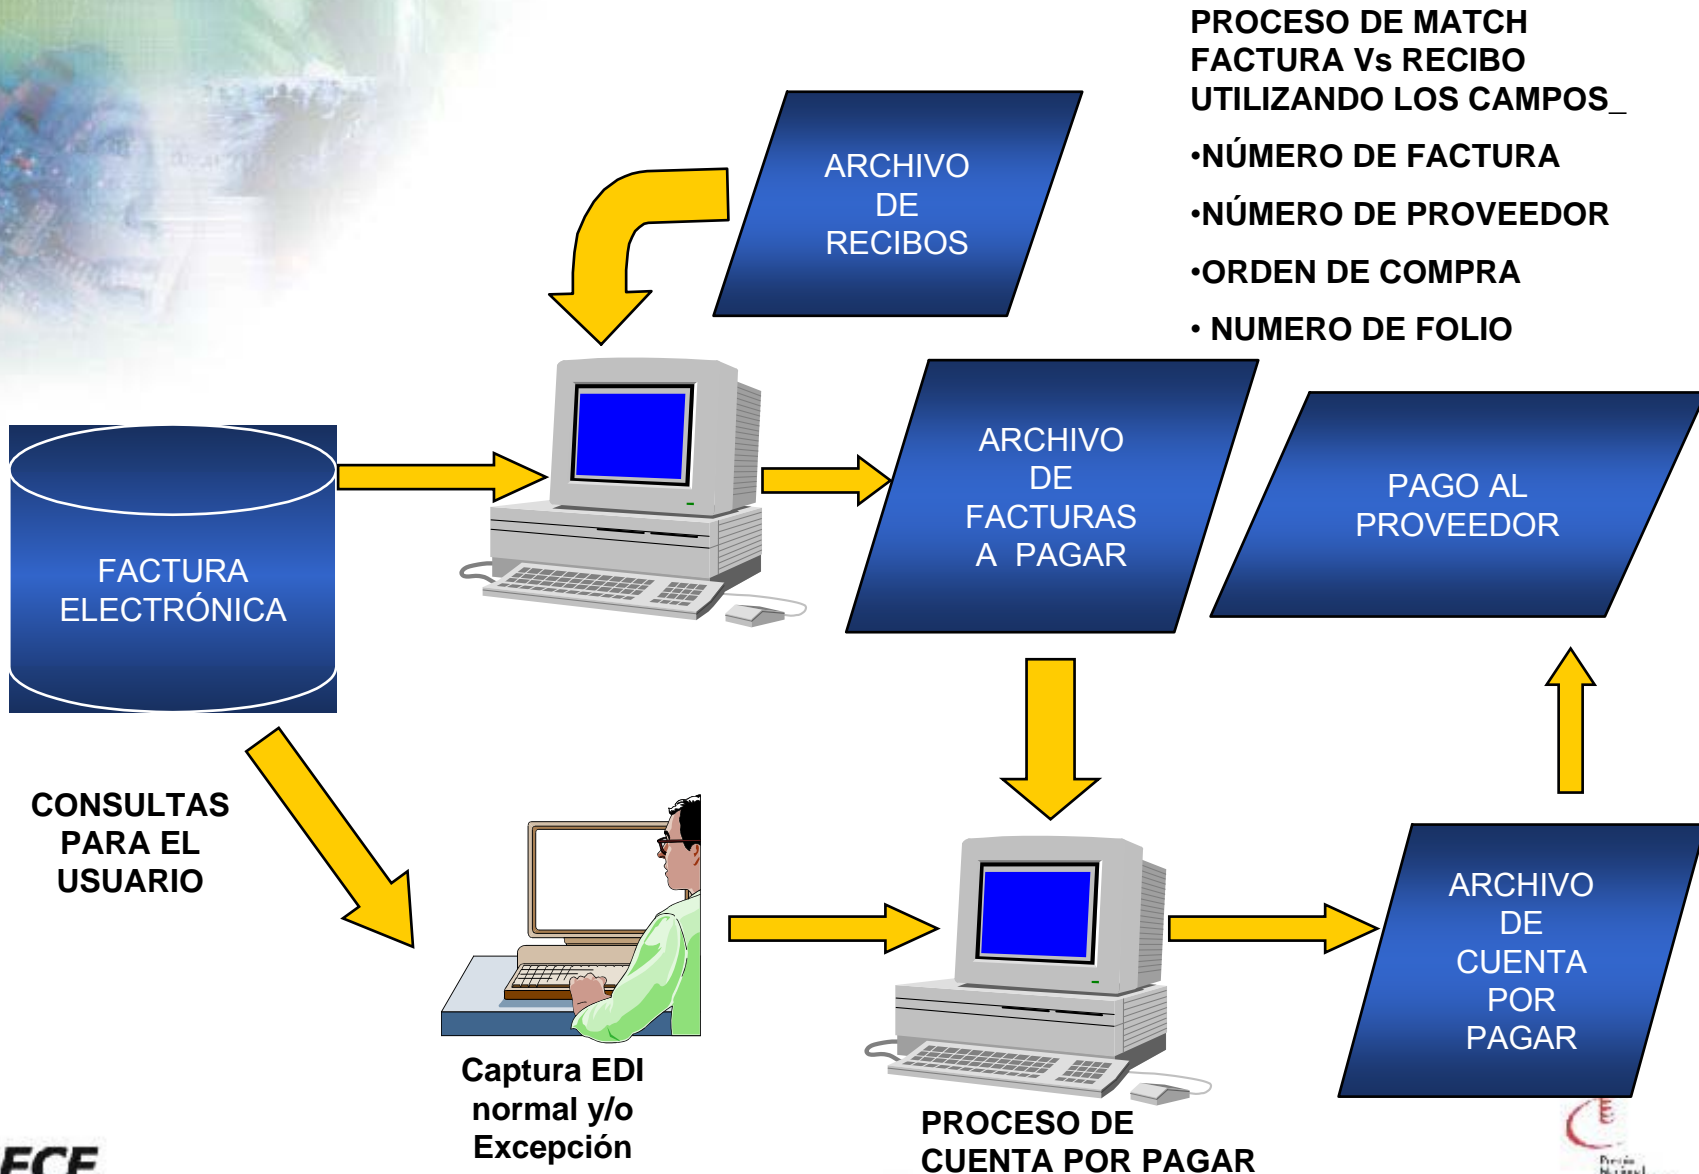 PROCESO DE MATCH
FACTURA Vs RECIBO
UTILIZANDO LOS CAMPOS_
•NÚMERO DE FACTURA
•NÚMERO DE PROVEEDOR
•ORDEN DE COMPRA
• NUMERO DE FOLIO
ARCHIVO
DE
RECIBOS
ARCHIVO
DE
FACTURAS
A PAGAR
PAGO AL
PROVEEDOR
FACTURA
ELECTRÓNICA
CONSULTAS
PARA EL
USUARIO
ARCHIVO
DE
CUENTA
POR
PAGAR
Captura EDI
normal y/o
Excepción
PROCESO DE
CUENTA POR PAGAR
ECE